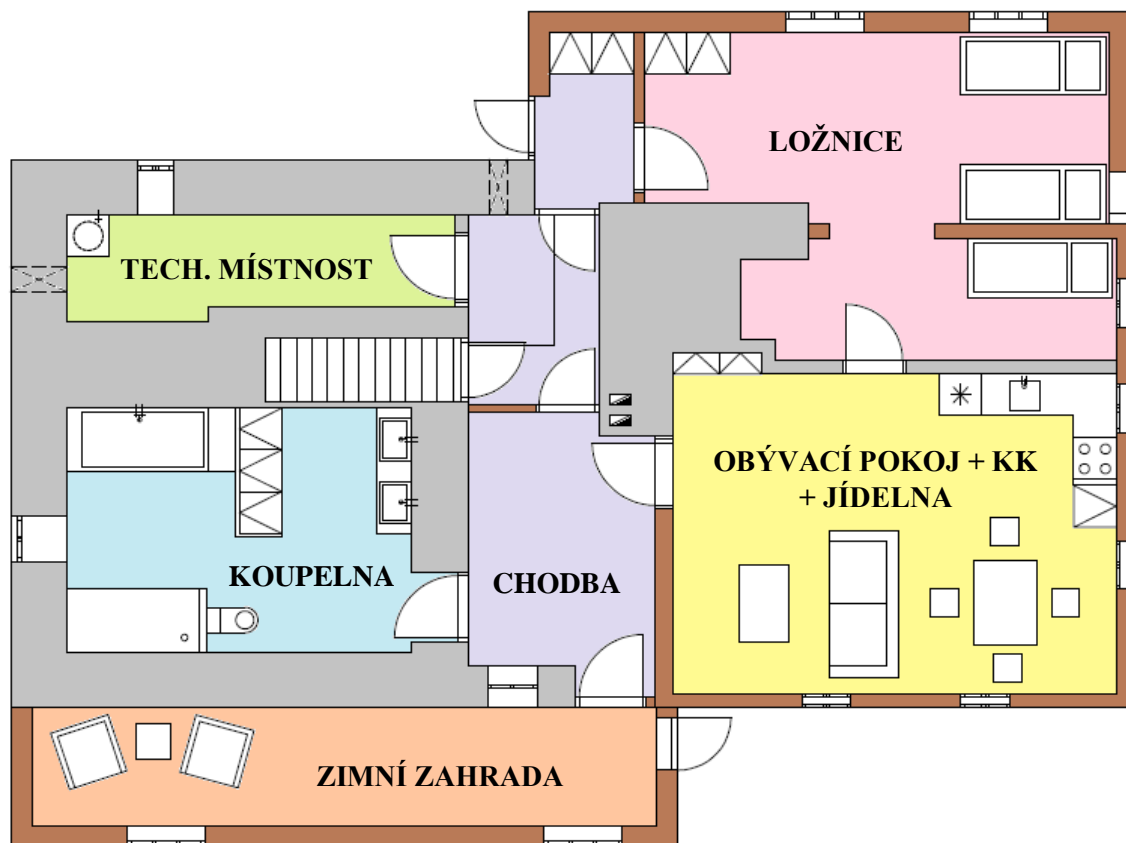 LOŽNICE
TECH. MÍSTNOST
OBÝVACÍ POKOJ + KK
+ JÍDELNA
KOUPELNA
CHODBA
ZIMNÍ ZAHRADA